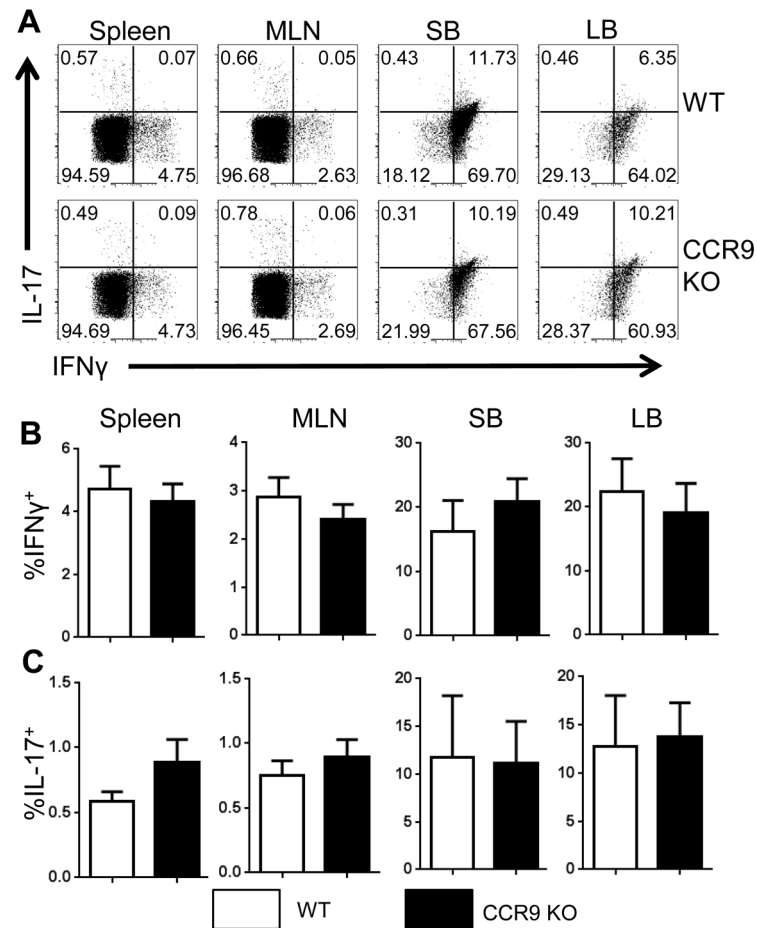 A
Spleen MLN SB LB
0.57 0.07 0.66 0.05 0.43 11.73 0.46 6.35
WT
94.59 4.75 96.68 2.63 18.12 69.70 29.13 64.02
0.49 0.09 0.78 0.06 0.31 10.19 0.49 10.21
CCR9
KO
94.69 4.73 96.45 2.69 21.99 67.56 28.37 60.93
IL-17
IFNγ
B
Spleen MLN SB LB
%IFNγ+
6 4 30 30
3
4 20 20
2
2 10 10
1
0 0 0 0
C
%IL-17+
1.5 1.5 20 20
15 15
1.0 1.0
10 10
0.5 0.5
5 5
0.0 0.0 0 0
WT CCR9 KO